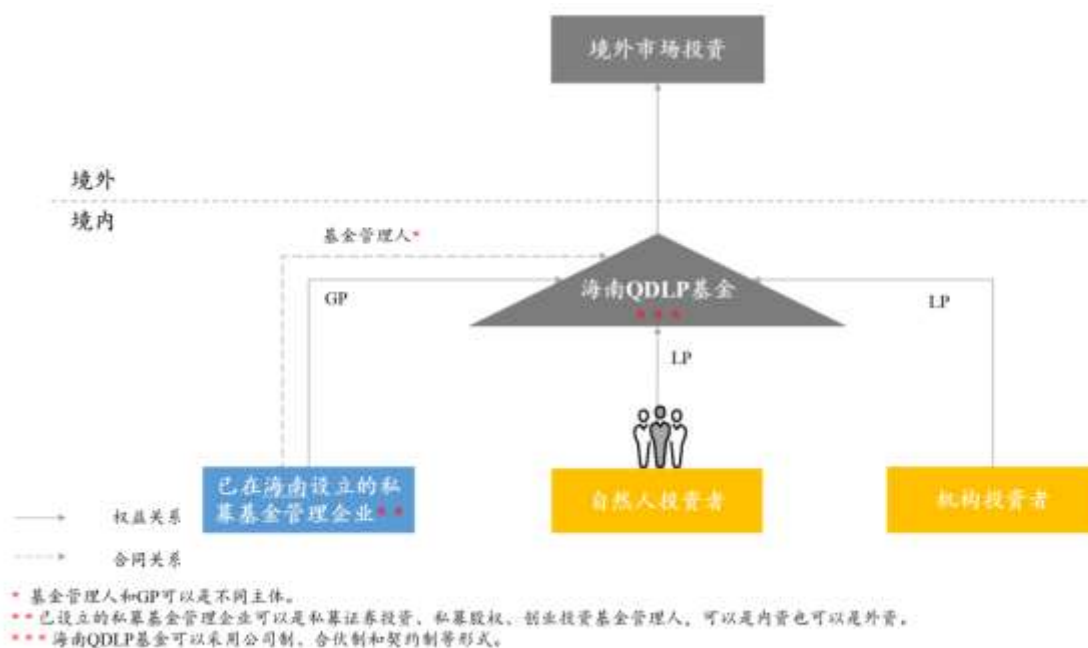 境外市场投资
境外
境内
基金管理人*
GP
海南QDLP基金
***
LP
LP
已在海南设立的私
募基金管理企业**
自然人投资者
机构投资者
权益关系
合同关系
* 基金管理人和GP可以是不同主体。
**已设立的私募基金管理企业可以是私募证券投资、私募股权、创业投资基金管理人,可以是内资也可以是外资。
***海南QDLP基金可以采用公司制、合伙制和契约制等形式。